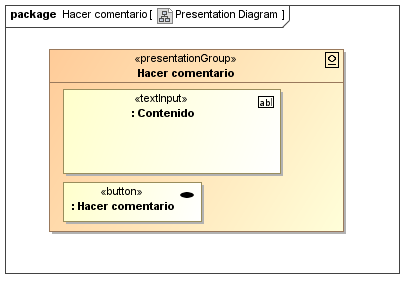 package Hacer comentario[ Presentation Diagram ]
«presentationGroup»
Hacer comentario
«textInput»
ab
: Contenido
«button»
: Hacer comentario